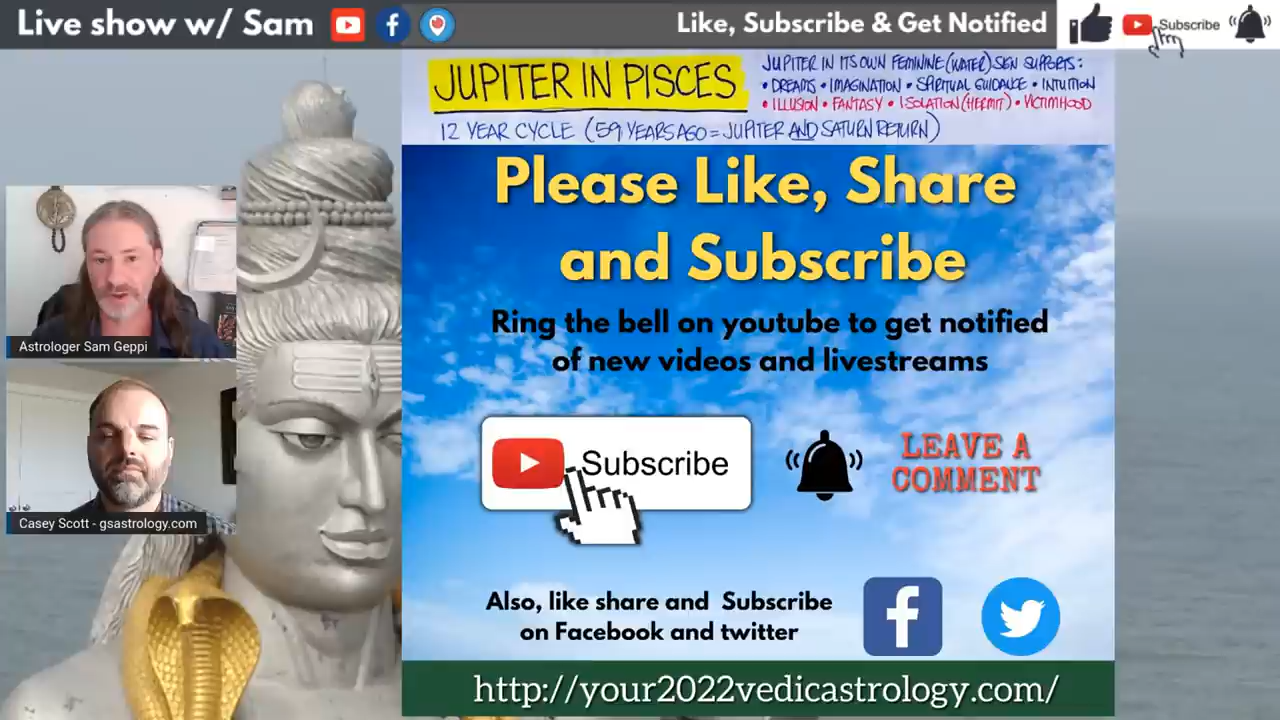 Live show w/ Sam
Like, Subscribe & Get Notified
Subscribe
JUPITER IN PISCES
JUPITER IN ITS OWN FEMININE (WATER) SIGN SUPPORTS:
• DREAMS • IMAGINATION • SPIRITUAL GUIDANCE • INTUITION
• ILLUSION • FANTASY • ISOLATION (HERMIT) • VICTIMHOOD
12 YEAR CYCLE (59 YEARS AGO = JUPITER AND SATURN RETURN)
Please Like, Share
and Subscribe
Ring the bell on youtube to get notified
of new videos and livestreams
Subscribe
LEAVE A
COMMENT
Also, like share and Subscribe
on Facebook and twitter
http://your2022vedicastrology.com/
Astrologer Sam Geppi
Casey Scott - gsastrology.com